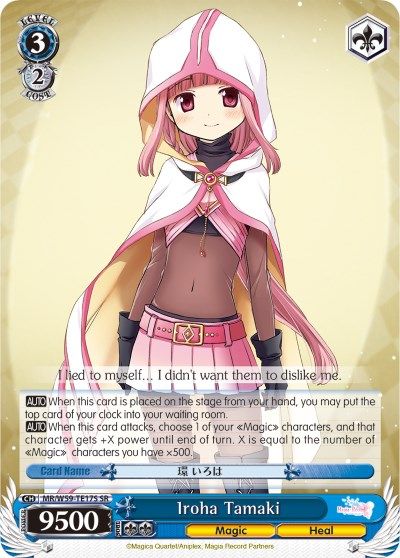 LEVEL
3
2
COST
I lied to myself... I didn't want them to dislike me.
AUTO When this card is placed on the stage from your hand, you may put the
top card of your clock into your waiting room.
AUTO When this card attacks, choose 1 of your «Magic» characters, and that
character gets +X power until end of turn. X is equal to the number of
«Magic» characters you have ×500.
Card Name 環 いろは
CH MR/W59-TE17S SR
Iroha Tamaki
POWER 9500 SOUL
Magic Heal
©Magica Quartet/Aniplex, Magia Record Partners